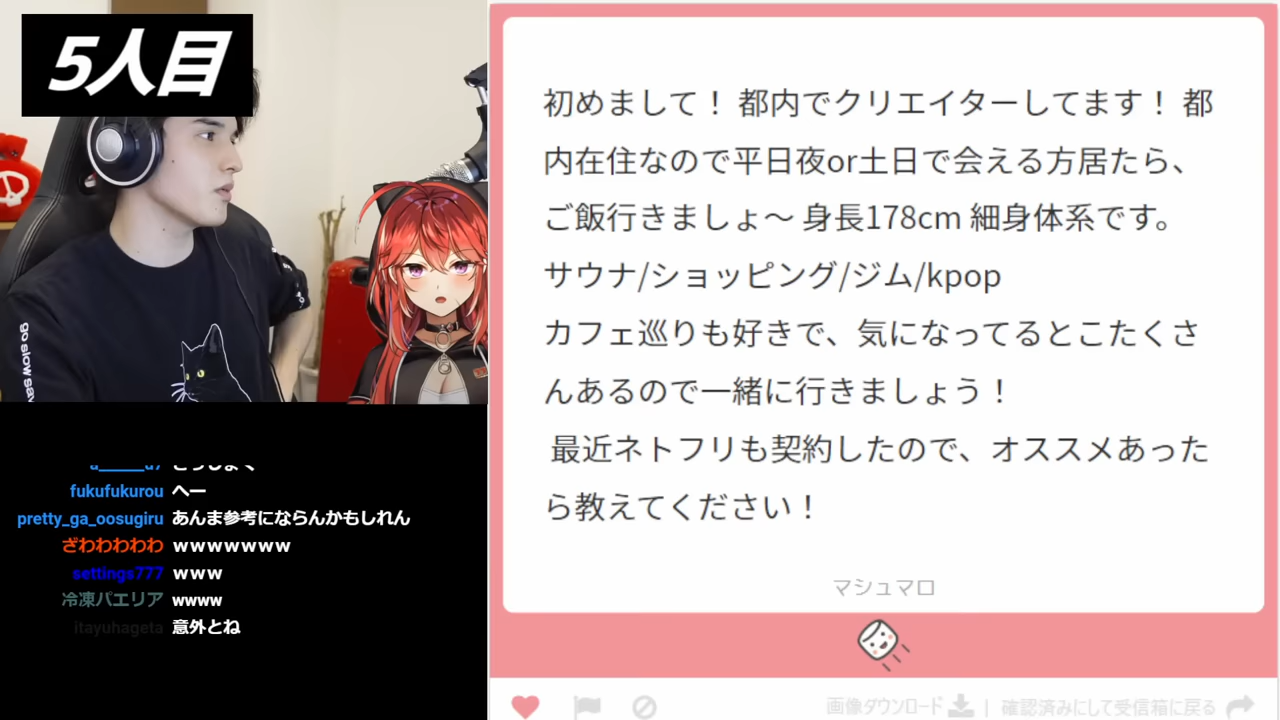 5人目
初めまして！ 都内でクリエイターしてます！ 都
内在住なので平日夜or土日で会える方居たら、
ご飯行きましょ〜 身長178cm 細身体系です。
サウナ/ショッピング/ジム/kpop
カフェ巡りも好きで、気になってるとこたくさ
んあるので一緒に行きましょう！
最近ネトフリも契約したので、オススメあった
ら教えてください！
マシュマロ
画像ダウンロード | 確認済みにして受信箱に戻る
go slow
fukufukurou へー
pretty_ga_oosugiru あんま参考にならんかもしれん
ざわわわわわ ｗｗｗｗｗｗｗ
settings777 ｗｗｗ
冷凍パエリア wwww
itayuhageta 意外とね